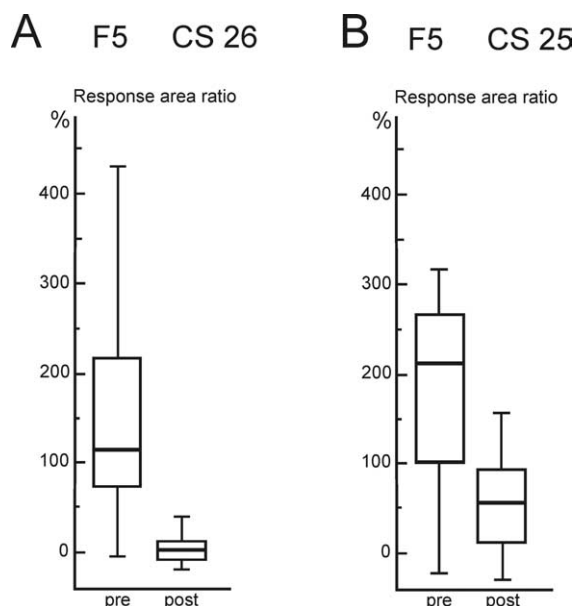 A F5 CS 26
Response area ratio
%
400
300
200
100
0
pre post
B F5 CS 25
Response area ratio
%
400
300
200
100
0
pre post